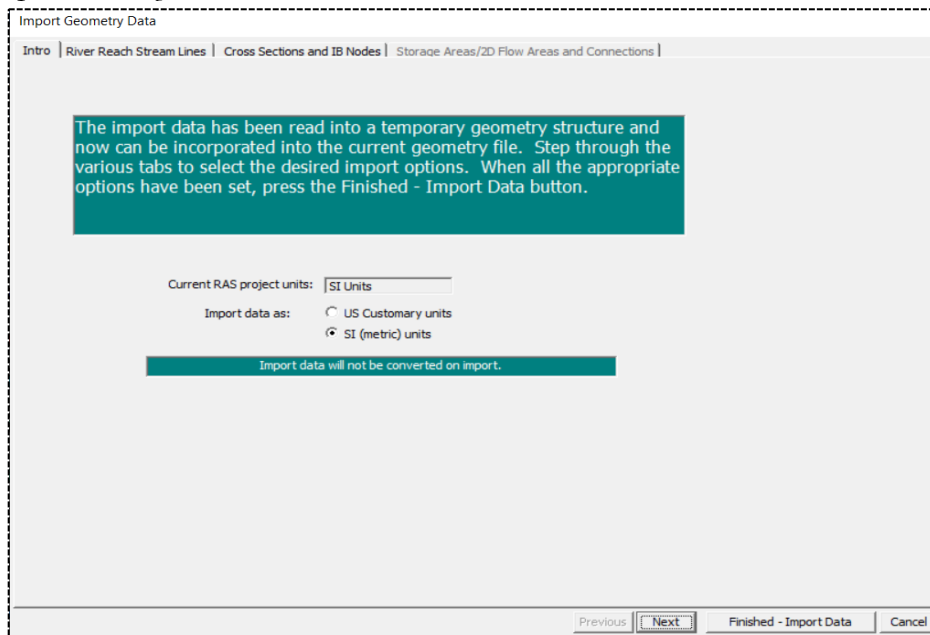 Import Geometry Data
Intro River Reach Stream Lines Cross Sections and IB Nodes Storage Areas/2D Flow Areas and Connections
The import data has been read into a temporary geometry structure and
now can be incorporated into the current geometry file. Step through the
various tabs to select the desired import options. When all the appropriate
options have been set, press the Finished - Import Data button.
Current RAS project units: SI Units
Import data as: US Customary units
SI (metric) units
Import data will not be converted on import.
Previous Next Finished - Import Data Cancel